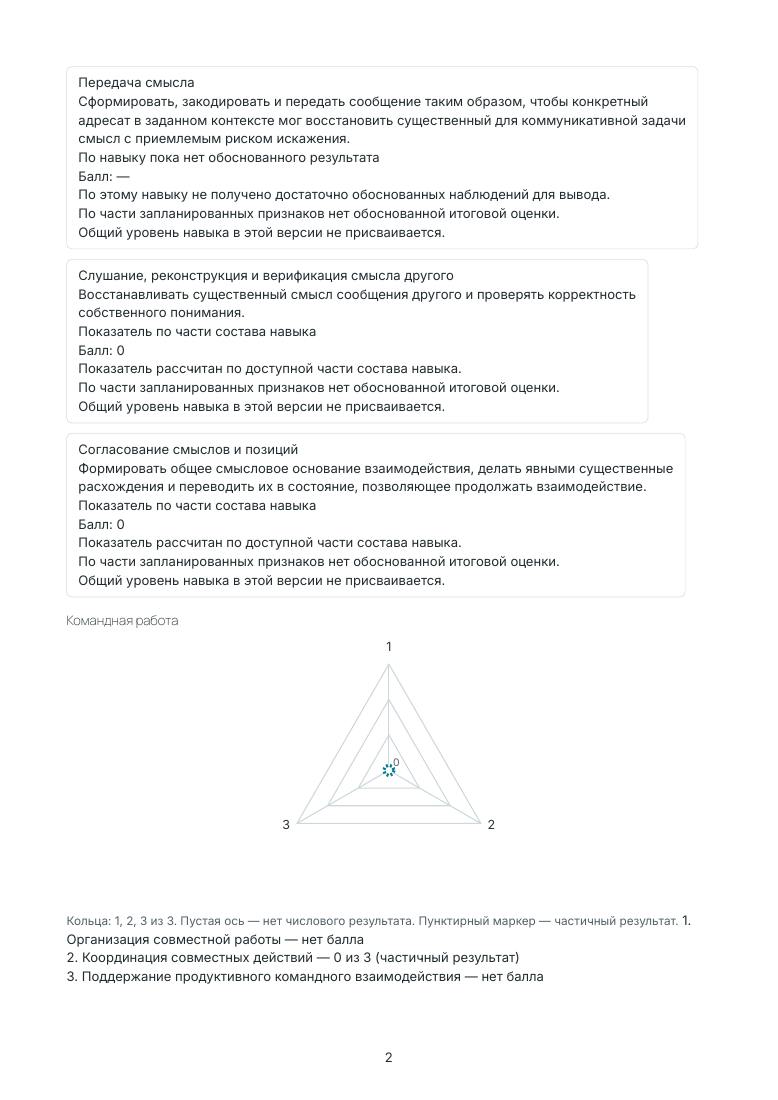 Передача смысла
Сформировать, закодировать и передать сообщение таким образом, чтобы конкретный
адресат в заданном контексте мог восстановить существенный для коммуникативной задачи
смысл с приемлемым риском искажения.
По навыку пока нет обоснованного результата
Балл: —
По этому навыку не получено достаточно обоснованных наблюдений для вывода.
По части запланированных признаков нет обоснованной итоговой оценки.
Общий уровень навыка в этой версии не присваивается.
Слушание, реконструкция и верификация смысла другого
Восстанавливать существенный смысл сообщения другого и проверять корректность
собственного понимания.
Показатель по части состава навыка
Балл: 0
Показатель рассчитан по доступной части состава навыка.
По части запланированных признаков нет обоснованной итоговой оценки.
Общий уровень навыка в этой версии не присваивается.
Согласование смыслов и позиций
Формировать общее смысловое основание взаимодействия, делать явными существенные
расхождения и переводить их в состояние, позволяющее продолжать взаимодействие.
Показатель по части состава навыка
Балл: 0
Показатель рассчитан по доступной части состава навыка.
По части запланированных признаков нет обоснованной итоговой оценки.
Общий уровень навыка в этой версии не присваивается.
Командная работа
1
0
3
2
Кольца: 1, 2, 3 из 3. Пустая ось — нет числового результата. Пунктирный маркер — частичный результат. 1.
Организация совместной работы — нет балла
2. Координация совместных действий — 0 из 3 (частичный результат)
3. Поддержание продуктивного командного взаимодействия — нет балла
2